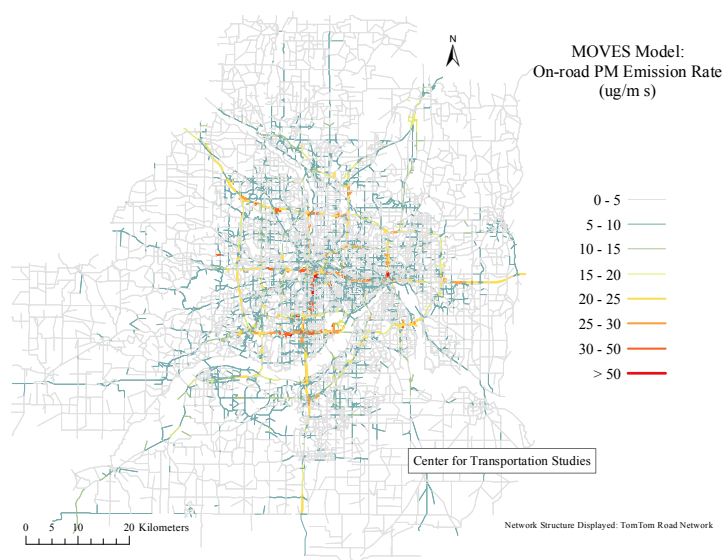 N
MOVES Model:
On-road PM Emission Rate
(ug/m s)
0 - 5
5 - 10
10 - 15
15 - 20
20 - 25
25 - 30
30 - 50
> 50
Center for Transportation Studies
0 5 10 20 Kilometers
Network Structure Displayed: TomTom Road Network